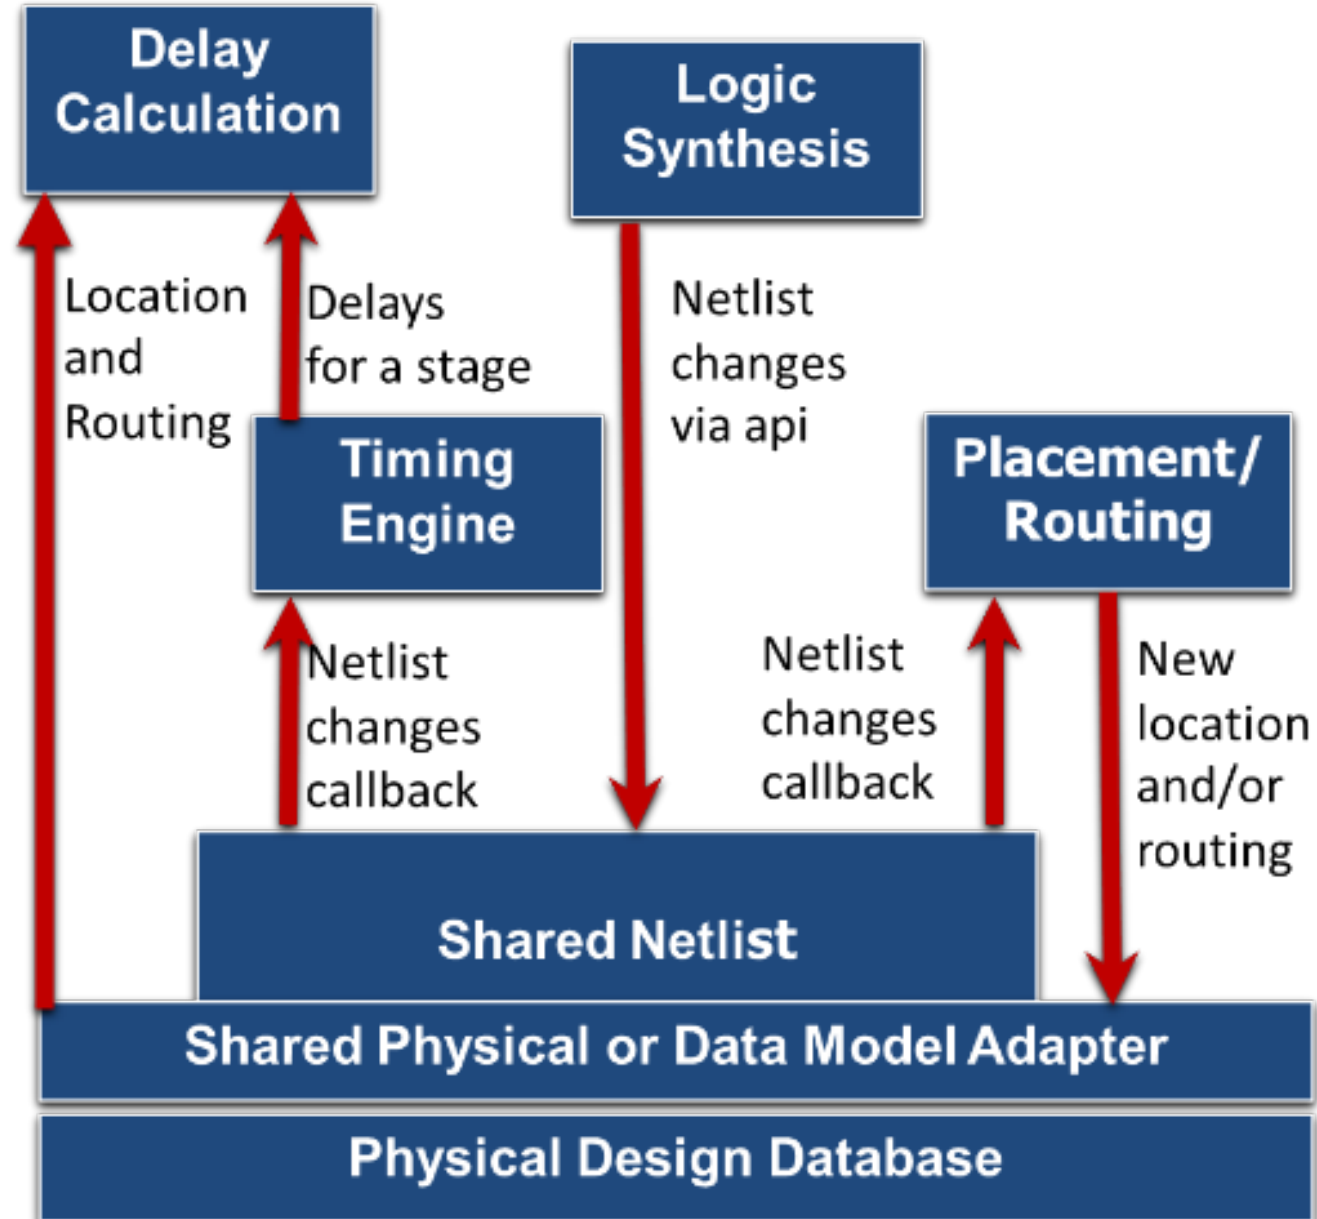 Delay
Calculation
Logic
Synthesis
Location
and
Routing
Delays
for a stage
Netlist
changes
via api
Timing
Engine
Placement/
Routing
Netlist
changes
callback
Netlist
changes
callback
New
location
and/or
routing
Shared Netlist
Shared Physical or Data Model Adapter
Physical Design Database